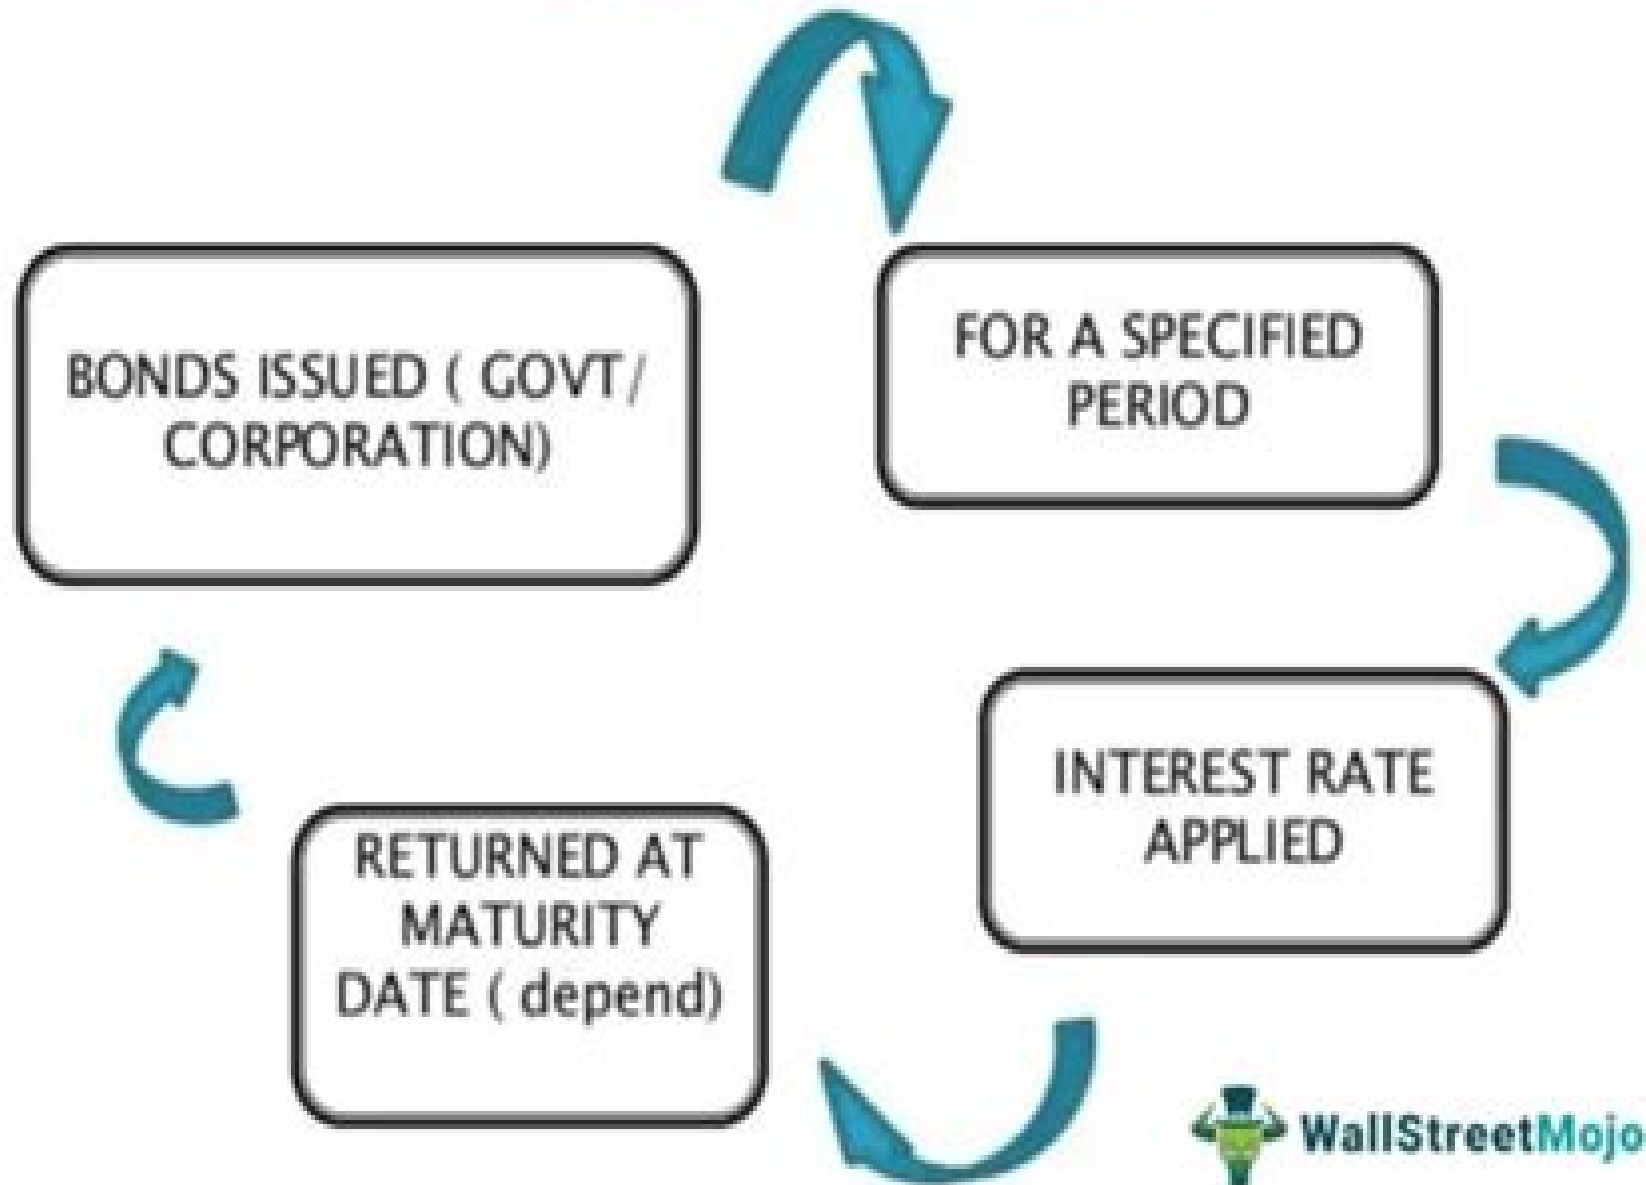 BONDS ISSUED ( GOVT/
CORPORATION)
FOR A SPECIFIED
PERIOD
INTEREST RATE
APPLIED
RETURNED AT
MATURITY
DATE ( depend)
WallStreetMojo